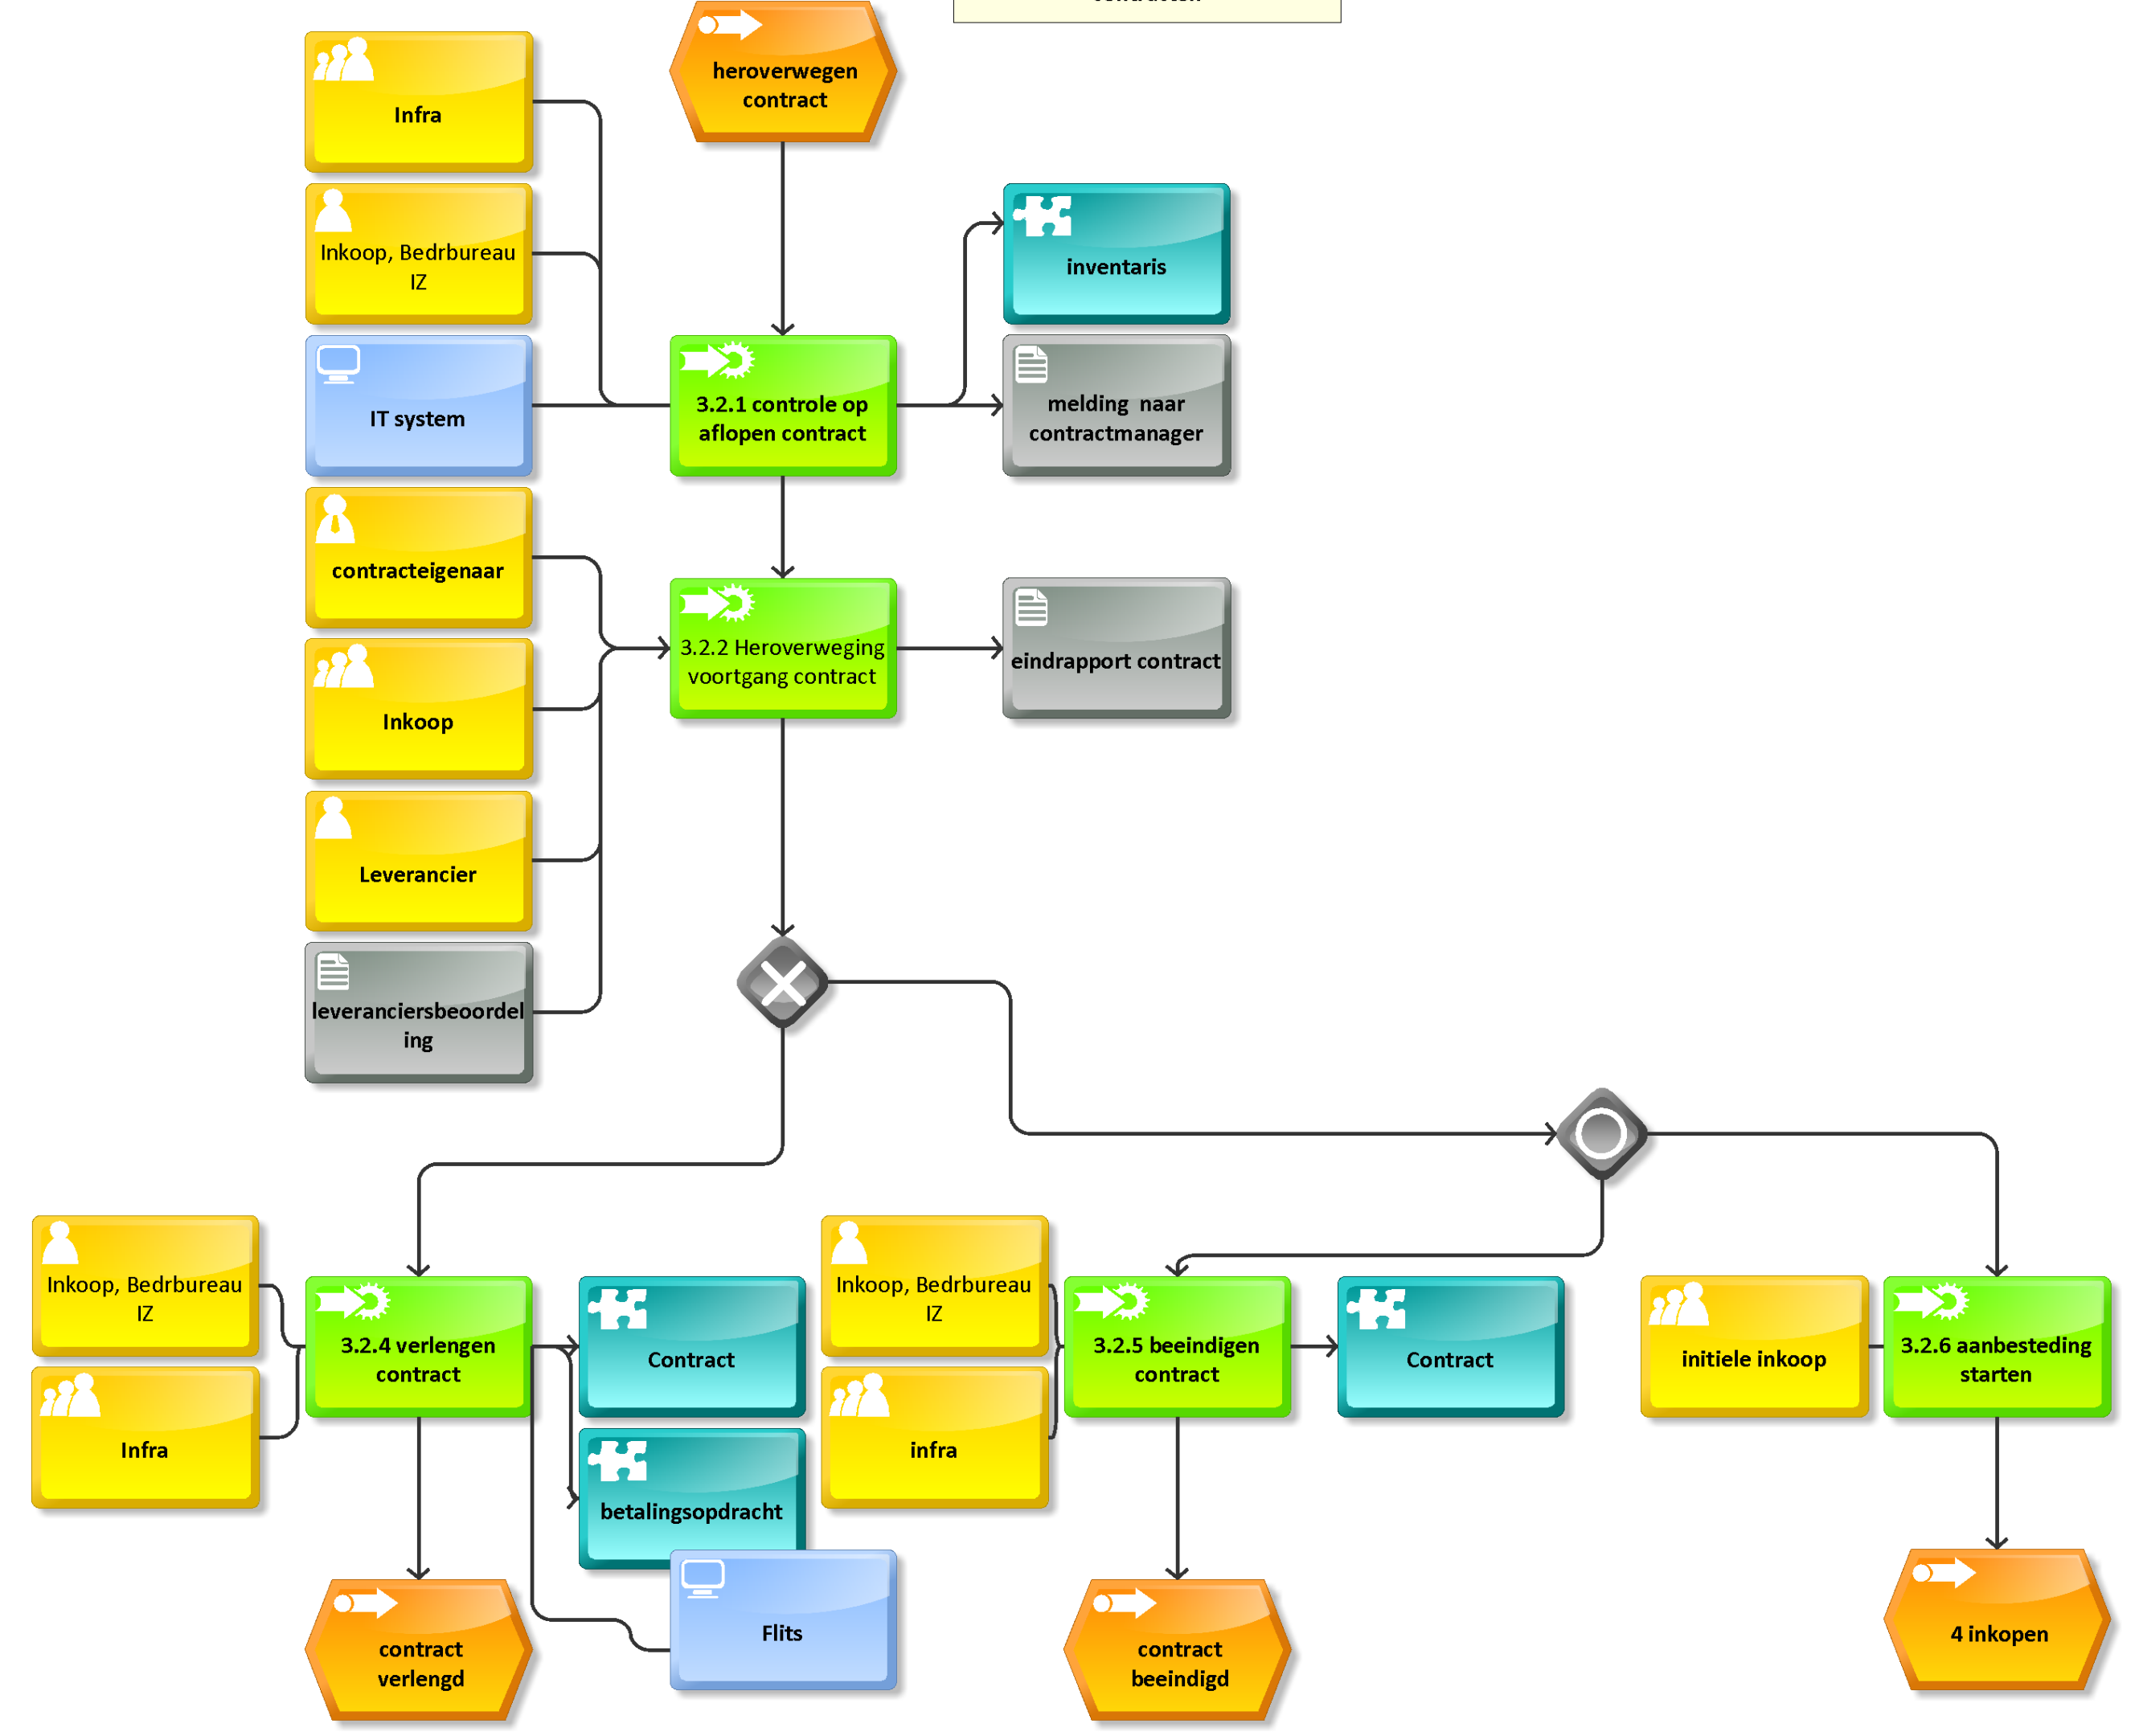 heroverwegen
contract
Infra
Inkoop, Bedrbureau
IZ
inventaris
IT system
3.2.1 controle op
aflopen contract
melding naar
contractmanager
contracteigenaar
3.2.2 Heroverweging
voortgang contract
eindrapport contract
Inkoop
Leverancier
leveranciersbeoordel
ing
Inkoop, Bedrbureau
IZ
Infra
3.2.4 verlengen
contract
Contract
betalingsopdracht
Flits
contract
verlengd
Inkoop, Bedrbureau
IZ
infra
3.2.5 beeindigen
contract
Contract
contract
beeindigd
initiele inkoop
3.2.6 aanbesteding
starten
4 inkopen